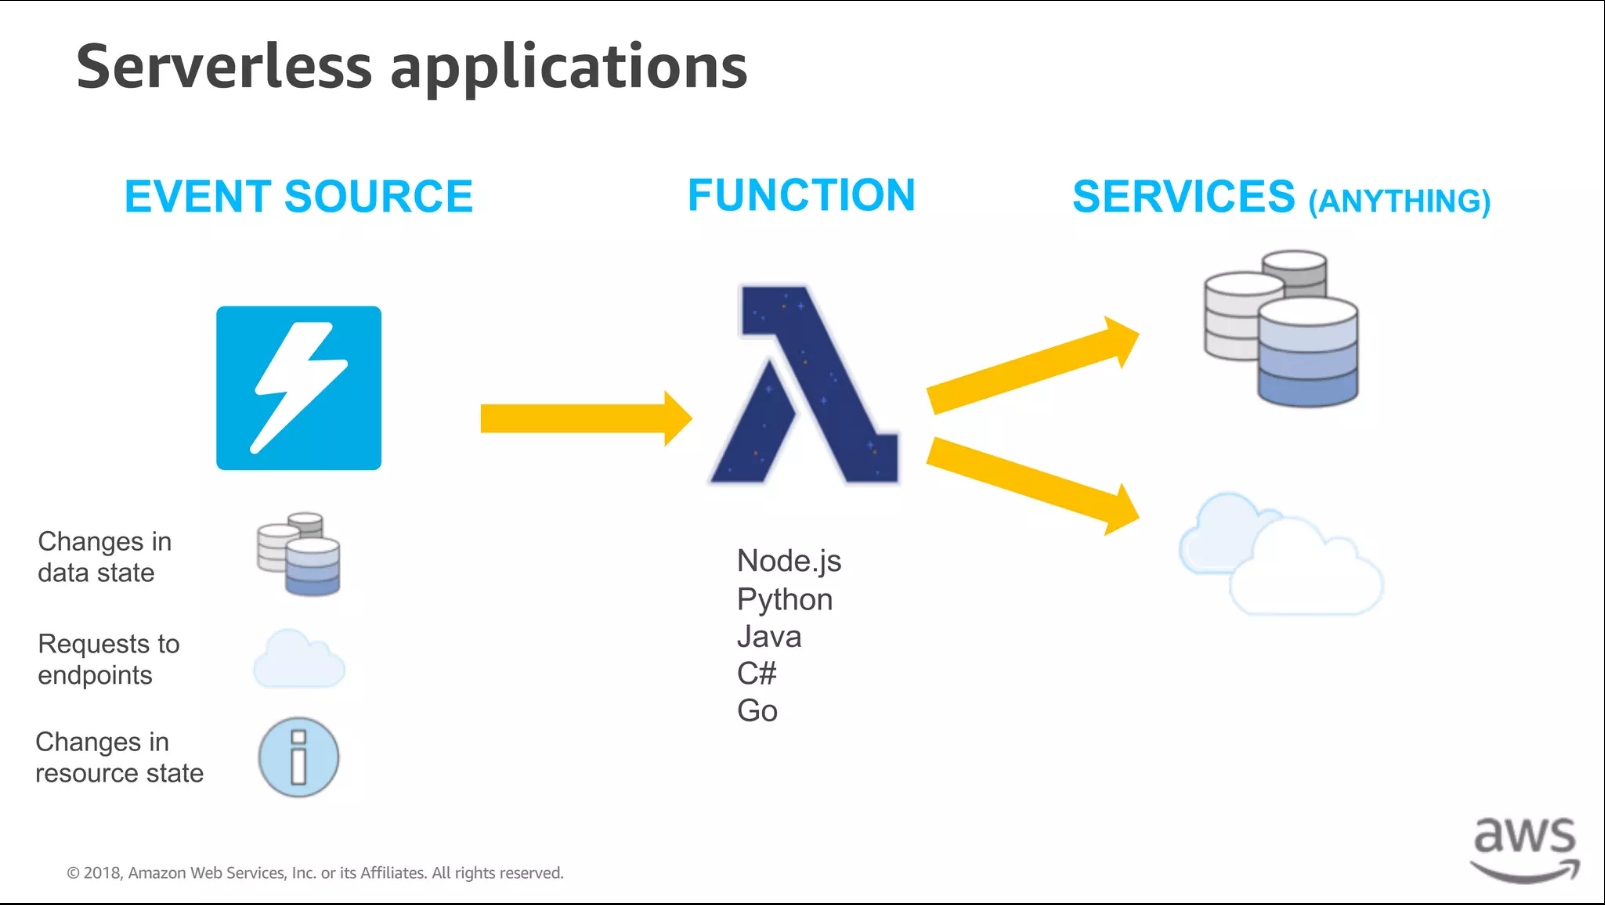 Serverless applications
EVENT SOURCE
FUNCTION
SERVICES (ANYTHING)
Changes in
data state
Requests to
endpoints
Changes in
resource state
Node.js
Python
Java
C#
Go
© 2018, Amazon Web Services, Inc. or its Affiliates. All rights reserved.
aws